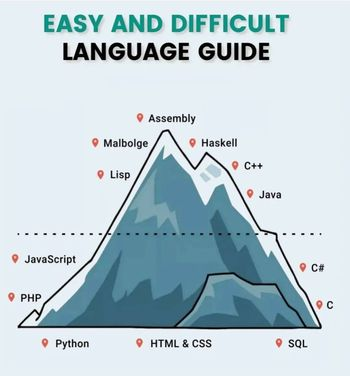 EASY AND DIFFICULT
LANGUAGE GUIDE
Assembly
Malbolge
Haskell
Lisp
C++
Java
JavaScript
C#
PHP
C
Python
HTML & CSS
SQL